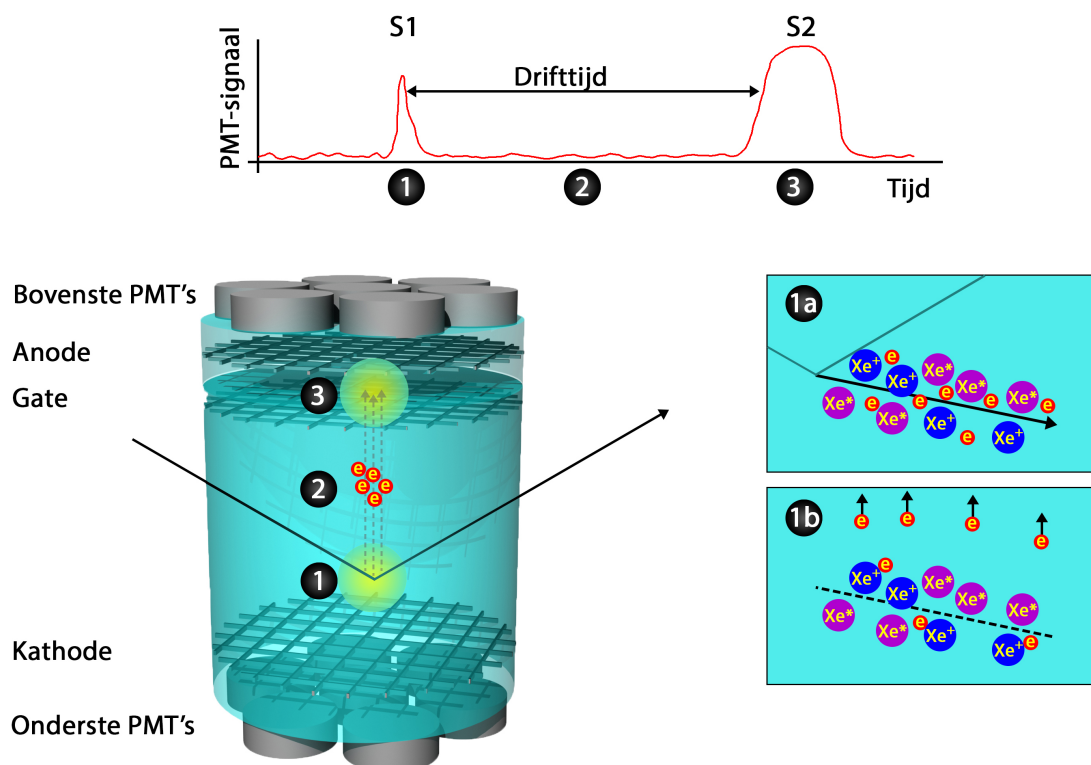 S1
S2
Drifttijd
PMT-signaal
1
2
3
Tijd
Bovenste PMT's
Anode
Gate
3
e
e
e
e
e
2
1
Kathode
Onderste PMT's
1a
Xe⁺
e
Xe⁺
Xe*
Xe*
Xe*
Xe*
e
Xe*
e
e
e
e
Xe⁺
e
Xe⁺
1b
e
e
e
e
Xe⁺
e
Xe⁺
Xe*
Xe*
Xe*
Xe*
Xe*
e
Xe⁺
Xe⁺
e